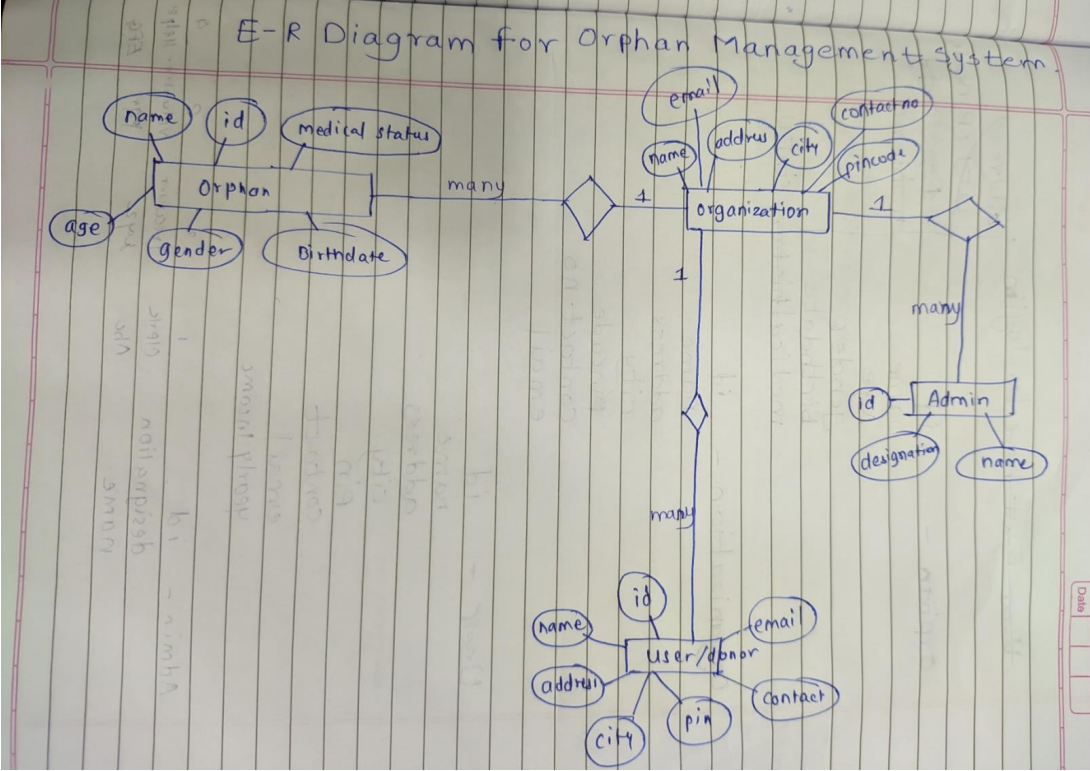 E-R Diagram for Orphan Management System.
email
contact no
name
id
medical status
address
city
name
pincode
Orphan
many
1
organization
1
age
gender
Birthdate
1
many
id
Admin
designation
name
many
id
name
email
user/donor
address
contact
pin
city
Date